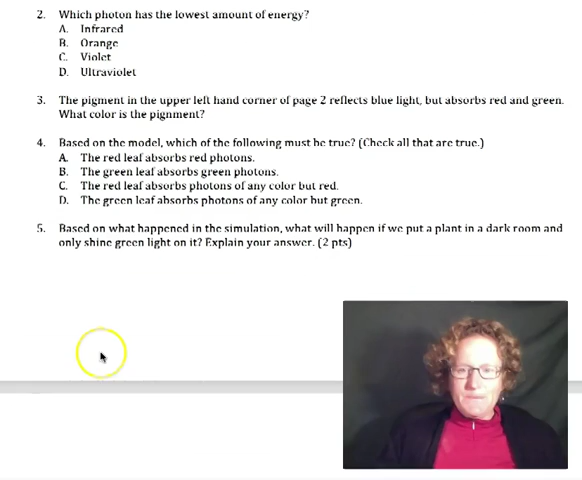 2. Which photon has the lowest amount of energy?
A. Infrared
B. Orange
C. Violet
D. Ultraviolet
3. The pigment in the upper left hand corner of page 2 reflects blue light, but absorbs red and green.
What color is the pigment?
4. Based on the model, which of the following must be true? (Check all that are true.)
A. The red leaf absorbs red photons.
B. The green leaf absorbs green photons.
C. The red leaf absorbs photons of any color but red.
D. The green leaf absorbs photons of any color but green.
5. Based on what happened in the simulation, what will happen if we put a plant in a dark room and
only shine green light on it? Explain your answer. (2 pts)